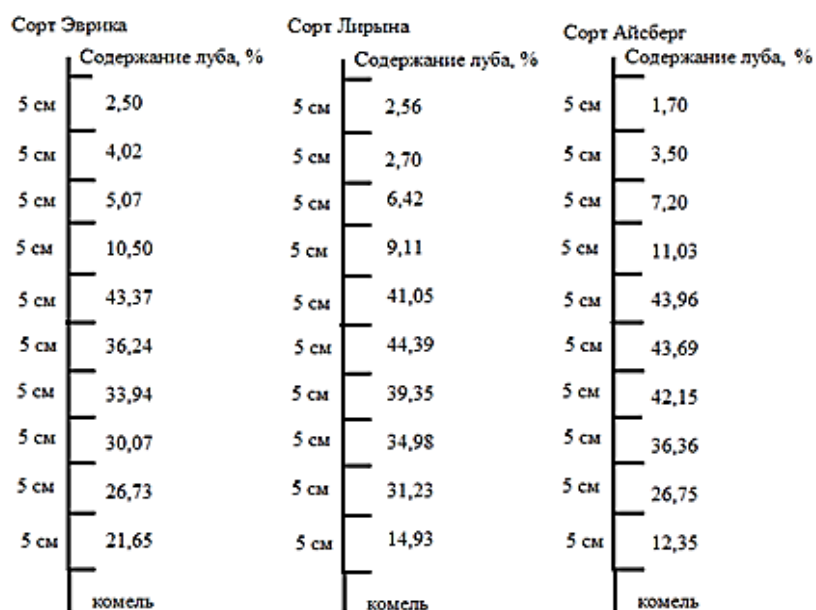 Сорт Эврика
Содержание луба, %
5 см 2,50
5 см 4,02
5 см 5,07
5 см 10,50
5 см 43,37
5 см 36,24
5 см 33,94
5 см 30,07
5 см 26,73
5 см 21,65
комель
Сорт Лирына
Содержание луба, %
5 см 2,56
5 см 2,70
5 см 6,42
5 см 9,11
5 см 41,05
5 см 44,39
5 см 39,35
5 см 34,98
5 см 31,23
5 см 14,93
комель
Сорт Айсберг
Содержание луба, %
5 см 1,70
5 см 3,50
5 см 7,20
5 см 11,03
5 см 43,96
5 см 43,69
5 см 42,15
5 см 36,36
5 см 26,75
5 см 12,35
комель